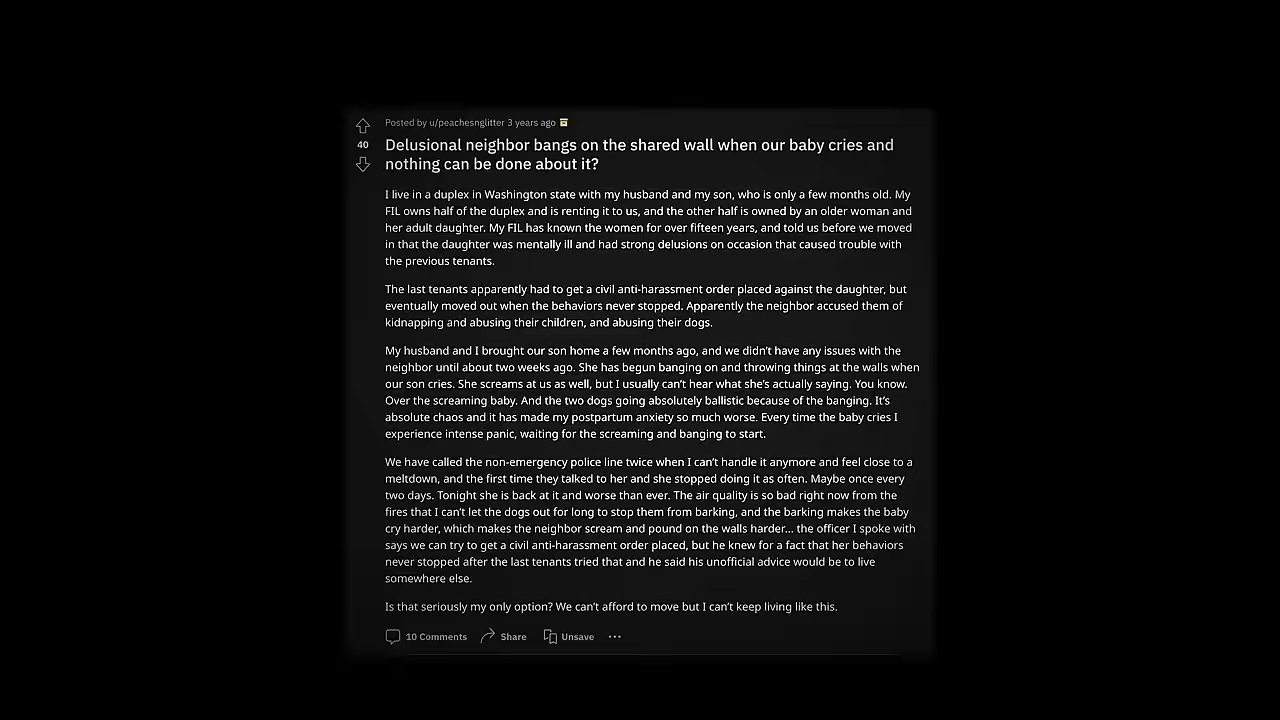 Posted by u/peachesnglitter 3 years ago
40
Delusional neighbor bangs on the shared wall when our baby cries and
nothing can be done about it?
I live in a duplex in Washington state with my husband and my son, who is only a few months old. My
FIL owns half of the duplex and is renting it to us, and the other half is owned by an older woman and
her adult daughter. My FIL has known the women for over fifteen years, and told us before we moved
in that the daughter was mentally ill and had strong delusions on occasion that caused trouble with
the previous tenants.
The last tenants apparently had to get a civil anti-harassment order placed against the daughter, but
eventually moved out when the behaviors never stopped. Apparently the neighbor accused them of
kidnapping and abusing their children, and abusing their dogs.
My husband and I brought our son home a few months ago, and we didn't have any issues with the
neighbor until about two weeks ago. She has begun banging on and throwing things at the walls when
our son cries. She screams at us as well, but I usually can't hear what she's actually saying. You know.
Over the screaming baby. And the two dogs going absolutely ballistic because of the banging. It's
absolute chaos and it has made my postpartum anxiety so much worse. Every time the baby cries I
experience intense panic, waiting for the screaming and banging to start.
We have called the non-emergency police line twice when I can't handle it anymore and feel close to a
meltdown, and the first time they talked to her and she stopped doing it as often. Maybe once every
two days. Tonight she is back at it and worse than ever. The air quality is so bad right now from the
fires that I can't let the dogs out for long to stop them from barking, and the barking makes the baby
cry harder, which makes the neighbor scream and pound on the walls harder... the officer I spoke with
says we can try to get a civil anti-harassment order placed, but he knew for a fact that her behaviors
never stopped after the last tenants tried that and he said his unofficial advice would be to live
somewhere else.
Is that seriously my only option? We can't afford to move but I can't keep living like this.
10 Comments Share Unsave